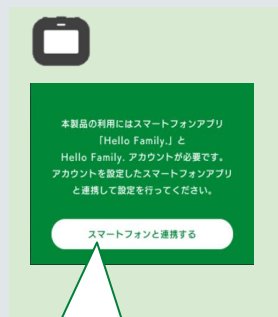 本製品の利用にはスマートフォンアプリ
「Hello Family.」と
Hello Family. アカウントが必要です。
アカウントを設定したスマートフォンアプリ
と連携して設定を行ってください。
スマートフォンと連携する